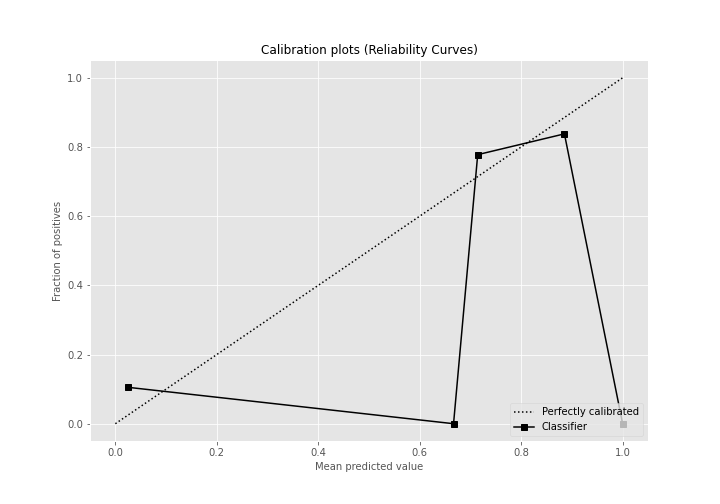 Calibration plots (Reliability Curves)
1.0
0.8
0.6
0.4
0.2
0.0
Fraction of positives
Perfectly calibrated
Classifier
0.0 0.2 0.4 0.6 0.8 1.0
Mean predicted value